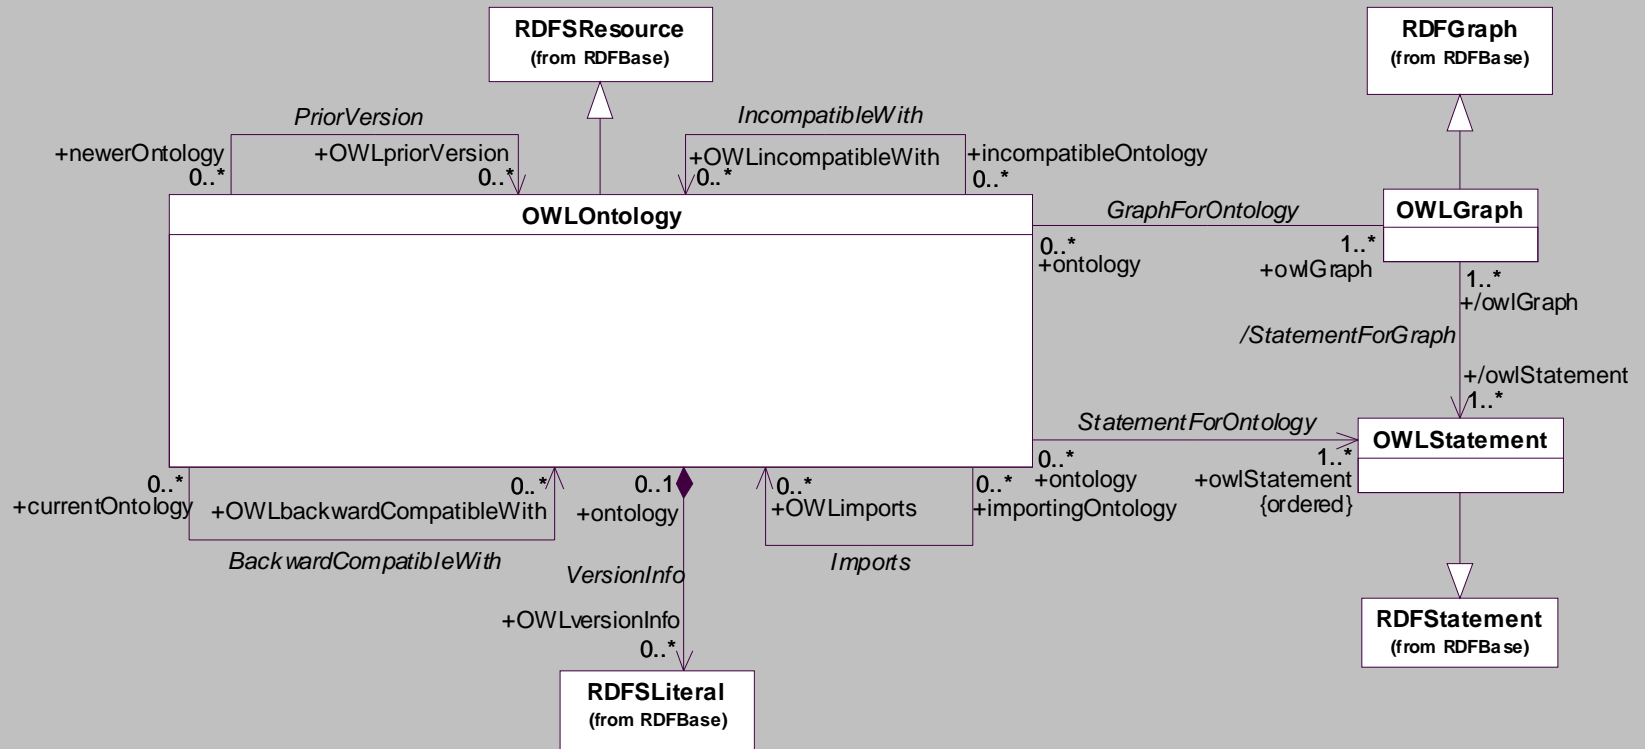 RDFSResource
(from RDFBase)
RDFGraph
(from RDFBase)
PriorVersion
IncompatibleWith
+newerOntology
0..*
+OWLpriorVersion
0..*
+OWLincompatibleWith
0..*
+incompatibleOntology
0..*
OWLOntology
GraphForOntology
0..*
+ontology
1..*
+owlGraph
OWLGraph
1..*
+/owlGraph
/StatementForGraph
+/owlStatement
1..*
StatementForOntology
0..*
+ontology
1..*
+owlStatement
{ordered}
OWLStatement
0..*
+currentOntology
0..*
+OWLbackwardCompatibleWith
BackwardCompatibleWith
0..1
+ontology
VersionInfo
+OWLversionInfo
0..*
0..*
+OWLimports
0..*
+importingOntology
Imports
RDFStatement
(from RDFBase)
RDFSLiteral
(from RDFBase)